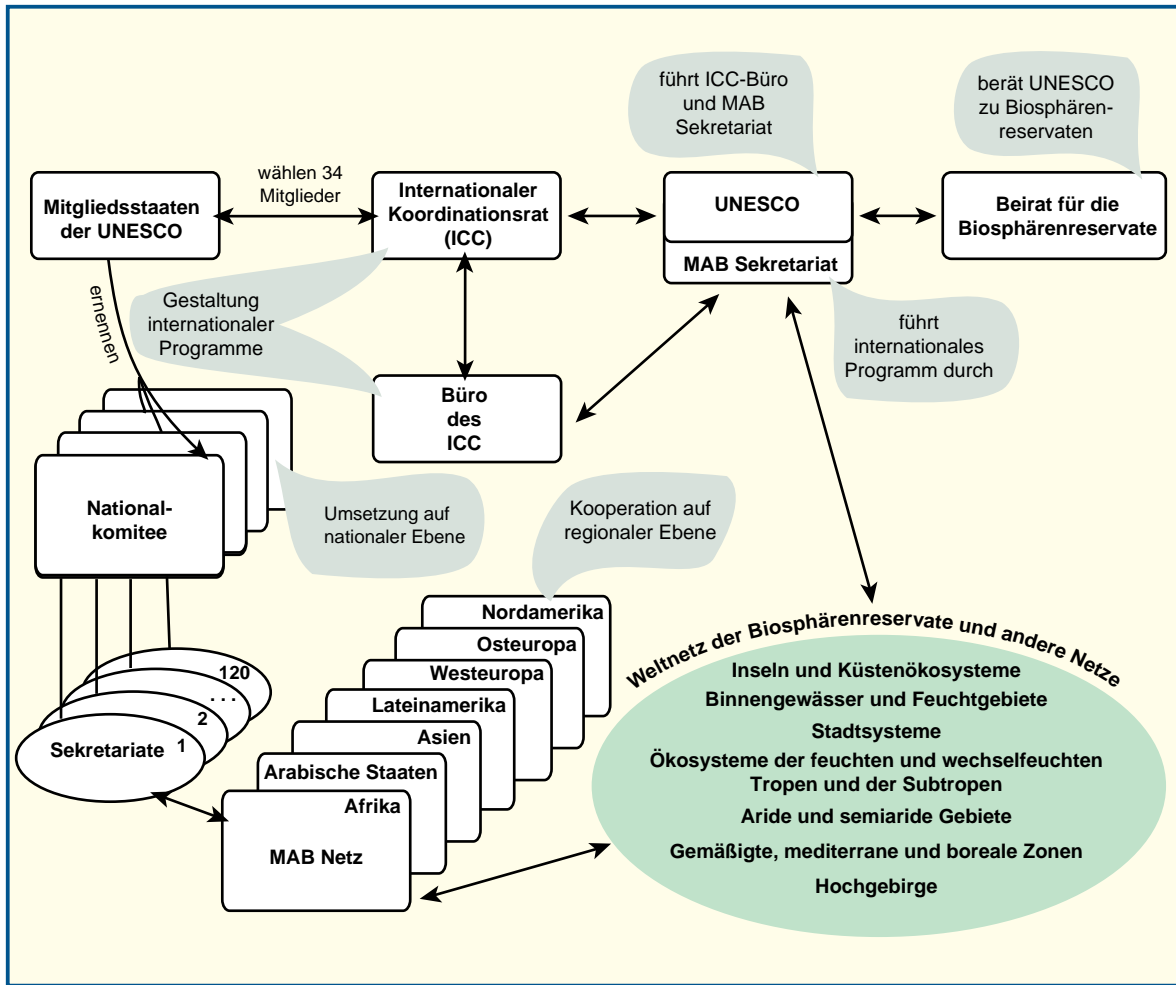 führt ICC-Büro
und MAB
Sekretariat
berät UNESCO
zu Biosphären-
reservaten
wählen 34
Mitglieder
Mitgliedsstaaten
der UNESCO
Internationaler
Koordinationsrat
(ICC)
UNESCO
MAB Sekretariat
Beirat für die
Biosphärenreservate
ernennen
Gestaltung
internationaler
Programme
führt
internationales
Programm durch
Büro
des
ICC
National-
komitee
Umsetzung auf
nationaler Ebene
Kooperation auf
regionaler Ebene
Sekretariate 1
2
. . .
120
Nordamerika
Osteuropa
Westeuropa
Lateinamerika
Asien
Arabische Staaten
Afrika
MAB Netz
Weltnetz der Biosphärenreservate und andere Netze
Inseln und Küstenökosysteme
Binnengewässer und Feuchtgebiete
Stadtsysteme
Ökosysteme der feuchten und wechselfeuchten
Tropen und der Subtropen
Aride und semiaride Gebiete
Gemäßigte, mediterrane und boreale Zonen
Hochgebirge